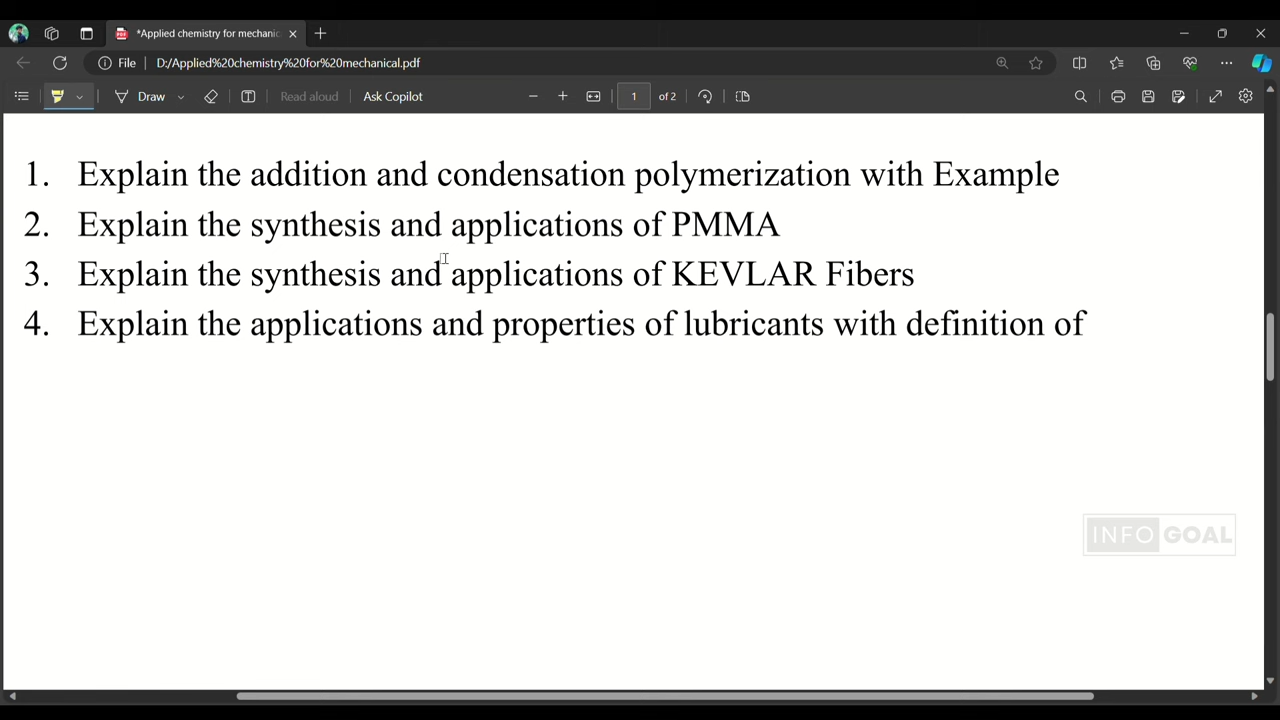 *Applied chemistry for mechanic
File
D:/Applied%20chemistry%20for%20mechanical.pdf
Draw
Read aloud
Ask Copilot
1
of 2
1. Explain the addition and condensation polymerization with Example
2. Explain the synthesis and applications of PMMA
3. Explain the synthesis and applications of KEVLAR Fibers
4. Explain the applications and properties of lubricants with definition of
INFO GOAL